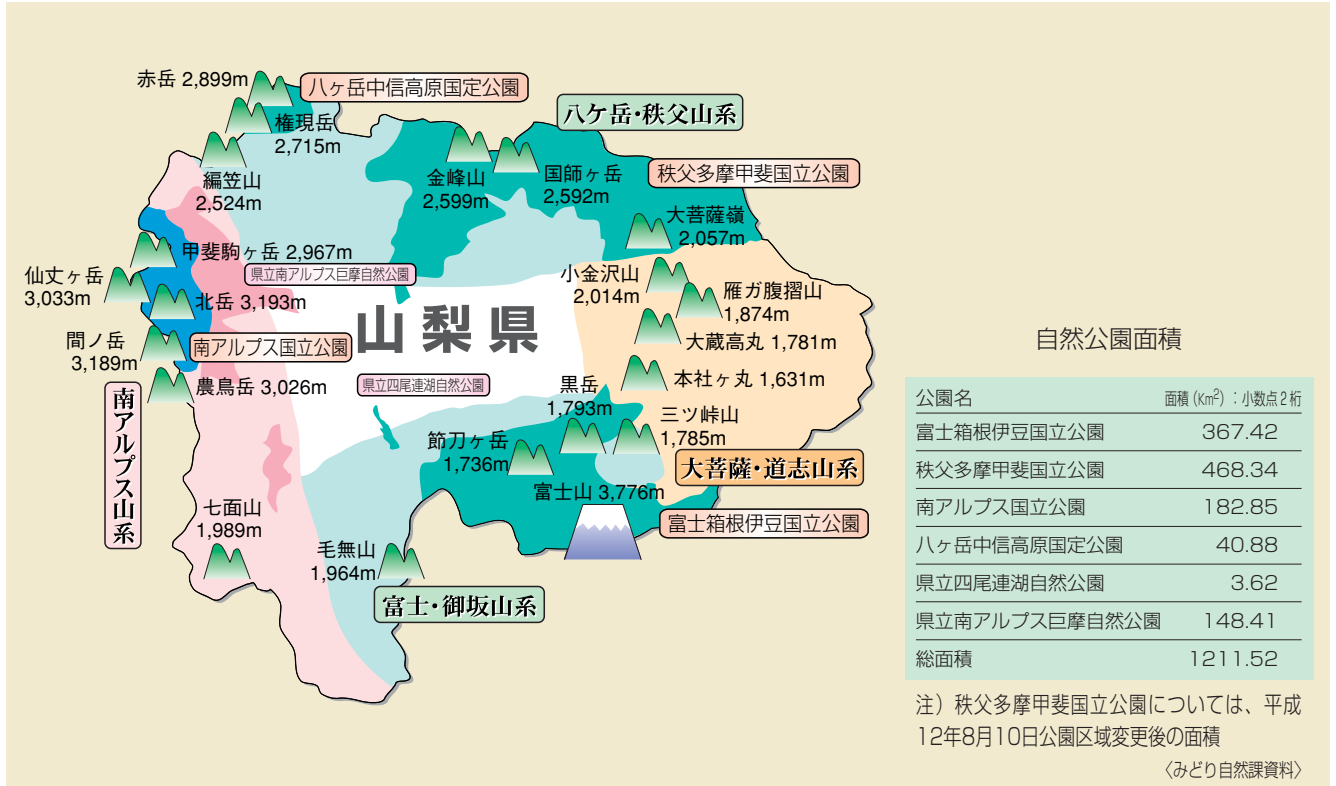 赤岳 2,899m
八ヶ岳中信高原国定公園
権現岳
2,715m
八ケ岳・秩父山系
編笠山
2,524m
金峰山
2,599m
国師ヶ岳
2,592m
秩父多摩甲斐国立公園
大菩薩嶺
2,057m
甲斐駒ヶ岳 2,967m
仙丈ヶ岳
3,033m
県立南アルプス巨摩自然公園
北岳 3,193m
小金沢山
2,014m
雁ガ腹摺山
1,874m
山梨県
間ノ岳
3,189m
南アルプス国立公園
大蔵高丸 1,781m
農鳥岳 3,026m
県立四尾連湖自然公園
本社ヶ丸 1,631m
南アルプス山系
黒岳
1,793m
三ツ峠山
1,785m
節刀ヶ岳
1,736m
大菩薩・道志山系
富士山 3,776m
富士箱根伊豆国立公園
七面山
1,989m
毛無山
1,964m
富士・御坂山系
自然公園面積
公園名 面積(Km²):小数点2桁
富士箱根伊豆国立公園 367.42
秩父多摩甲斐国立公園 468.34
南アルプス国立公園 182.85
八ヶ岳中信高原国定公園 40.88
県立四尾連湖自然公園 3.62
県立南アルプス巨摩自然公園 148.41
総面積 1211.52
注)秩父多摩甲斐国立公園については、平成
12年8月10日公園区域変更後の面積
〈みどり自然課資料〉